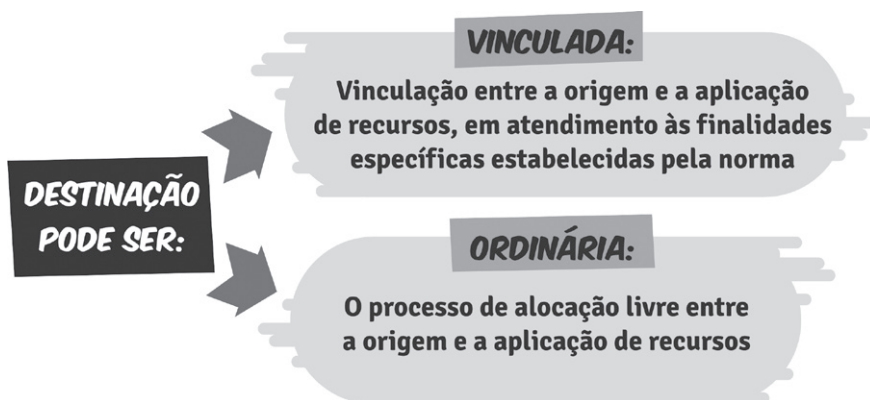 DESTINAÇÃO
PODE SER:
VINCULADA:
Vinculação entre a origem e a aplicação
de recursos, em atendimento às finalidades
específicas estabelecidas pela norma
ORDINÁRIA:
O processo de alocação livre entre
a origem e a aplicação de recursos